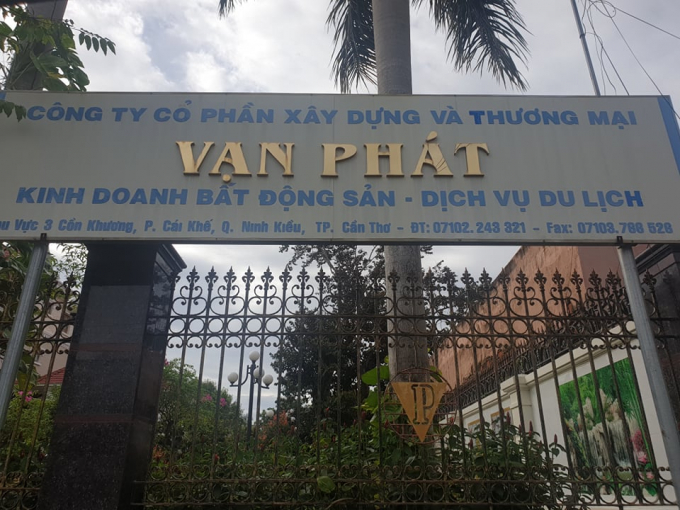 CÔNG TY CỔ PHẦN XÂY DỰNG VÀ THƯƠNG MẠI
VẠN PHÁT
KINH DOANH BẤT ĐỘNG SẢN - DỊCH VỤ DU LỊCH
Khu Vực 3 Cồn Khương, P. Cái Khế, Q. Ninh Kiều, TP. Cần Thơ - ĐT: 07102.243 321 - Fax: 07103.766 528